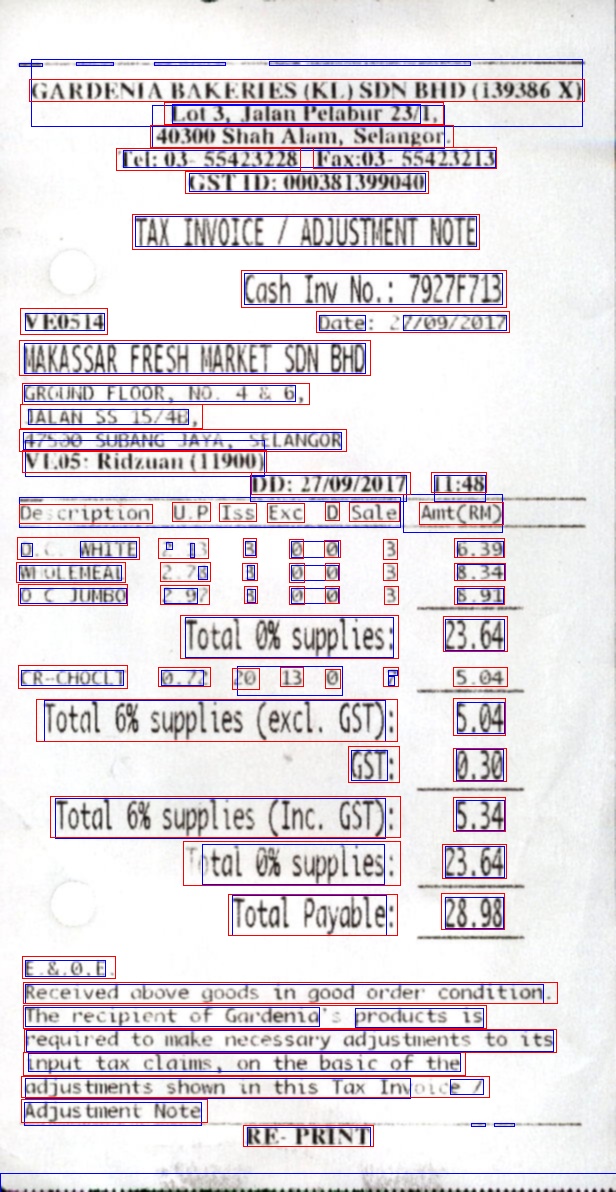 GARDENIA BAKERIES (KL) SDN BHD (139386 X)
Lot 3, Jalan Pelabur 23/1,
40300 Shah Alam, Selangor.
Tel: 03- 55423228 Fax:03- 55423213
GST ID: 000381399040
TAX INVOICE / ADJUSTMENT NOTE
Cash Inv No.: 7927F713
VE0514 Date: 27/09/2017
MAKASSAR FRESH MARKET SDN BHD
GROUND FLOOR, NO. 4 & 6,
JALAN SS 15/4B,
47500 SUBANG JAYA, SELANGOR
VE05: Ridzuan (11900)
DD: 27/09/2017 11:48
Description U.P Iss Exc D Sale Amt(RM)
WHITE 3 0 0 3 6.39
WHOLEMEAL 2.78 3 0 0 3 8.34
O C JUMBO 2.97 3 0 0 3 8.91
Total 0% supplies: 23.64
CR-CHOCLT 0.72 20 13 0 7 5.04
Total 6% supplies (excl. GST): 5.04
GST: 0.30
Total 6% supplies (Inc. GST): 5.34
Total 0% supplies: 23.64
Total Payable: 28.98
E.&.O.E.
Received above goods in good order condition.
The recipient of Gardenia's products is
required to make necessary adjustments to its
input tax claims, on the basic of the
adjustments shown in this Tax Invoice /
Adjustment Note
RE- PRINT